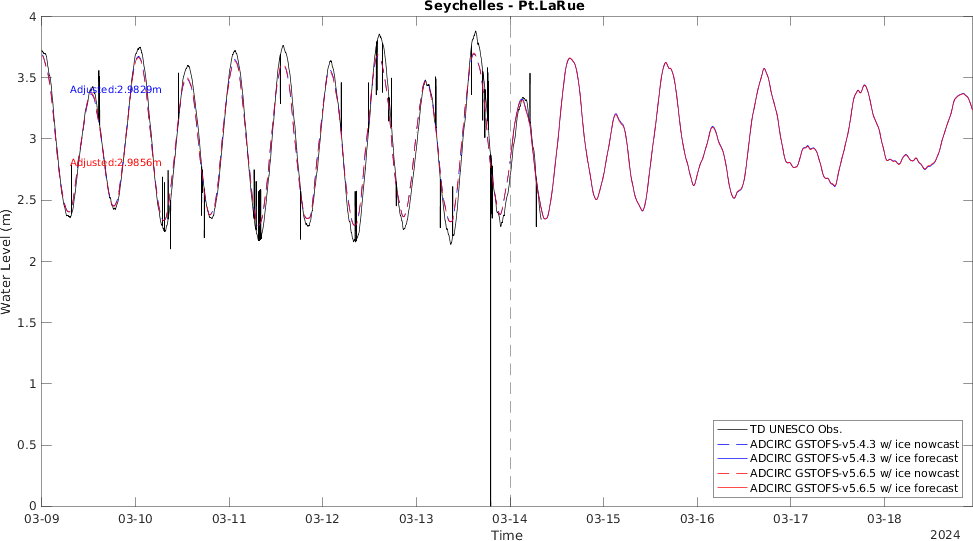 Seychelles - Pt.LaRue
4
3.5
3
2.5
2
1.5
1
0.5
0
Water Level (m)
Adjusted:2.9829m
Adjusted:2.9856m
TD UNESCO Obs.
ADCIRC GSTOFS-v5.4.3 w/ ice nowcast
ADCIRC GSTOFS-v5.4.3 w/ ice forecast
ADCIRC GSTOFS-v5.6.5 w/ ice nowcast
ADCIRC GSTOFS-v5.6.5 w/ ice forecast
03-09 03-10 03-11 03-12 03-13 03-14 03-15 03-16 03-17 03-18
Time
2024